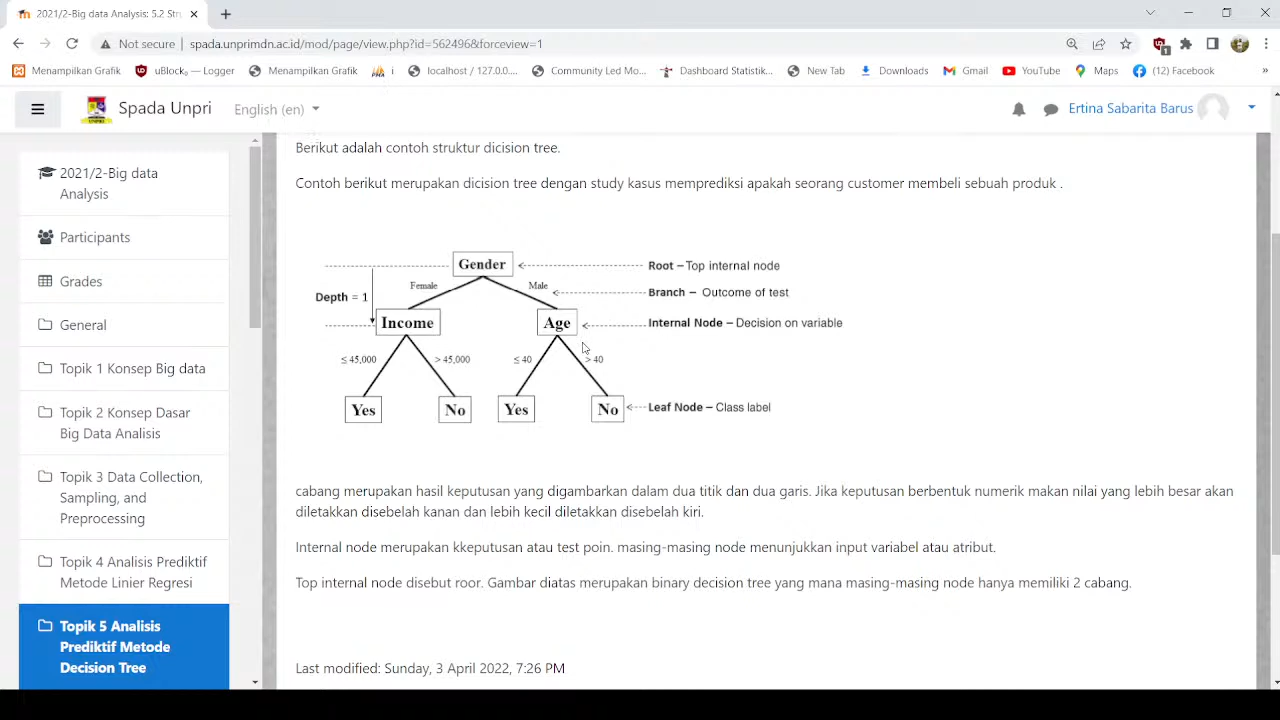 2021/2-Big data Analysis: 5.2 Str
Not secure | spada.unprimdn.ac.id/mod/page/view.php?id=562496&forceview=1
1
Menampilkan Grafik uBlock₀ — Logger Menampilkan Grafik i localhost / 127.0.0.... Community Led Mo... Dashboard Statistik... New Tab Downloads Gmail YouTube Maps (12) Facebook »
Spada Unpri English (en) Ertina Sabarita Barus
2021/2-Big data
Analysis
Participants
Grades
General
Topik 1 Konsep Big data
Topik 2 Konsep Dasar
Big Data Analisis
Topik 3 Data Collection,
Sampling, and
Preprocessing
Topik 4 Analisis Prediktif
Metode Linier Regresi
Topik 5 Analisis
Prediktif Metode
Decision Tree
Berikut adalah contoh struktur dicision tree.
Contoh berikut merupakan dicision tree dengan study kasus memprediksi apakah seorang customer membeli sebuah produk .
Gender Root – Top internal node
Female Male
Depth = 1 Branch – Outcome of test
Income Age Internal Node – Decision on variable
≤ 45,000 > 45,000 ≤ 40 > 40
Yes No Yes No Leaf Node – Class label
cabang merupakan hasil keputusan yang digambarkan dalam dua titik dan dua garis. Jika keputusan berbentuk numerik makan nilai yang lebih besar akan
diletakkan disebelah kanan dan lebih kecil diletakkan disebelah kiri.
Internal node merupakan kkeputusan atau test poin. masing-masing node menunjukkan input variabel atau atribut.
Top internal node disebut roor. Gambar diatas merupakan binary decision tree yang mana masing-masing node hanya memiliki 2 cabang.
Last modified: Sunday, 3 April 2022, 7:26 PM